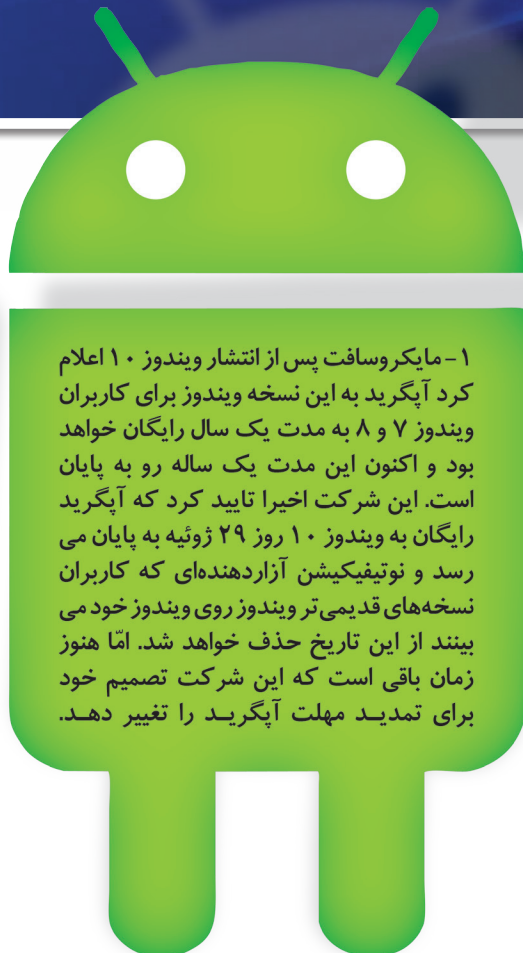 ۱- مایکروسافت پس از انتشار ویندوز ۱۰ اعلام
کرد آپگرید به این نسخه ویندوز برای کاربران
ویندوز ۷ و ۸ به مدت یک سال رایگان خواهد
بود و اکنون این مدت یک ساله رو به پایان
است. این شرکت اخیرا تایید کرد که آپگرید
رایگان به ویندوز ۱۰ روز ۲۹ ژوئیه به پایان می
رسد و نوتیفیکیشن آزاردهنده‌ای که کاربران
نسخه‌های قدیمی‌تر ویندوز روی ویندوز خود می
بینند از این تاریخ حذف خواهد شد. امّا هنوز
زمان باقی است که این شرکت تصمیم خود
برای تمدیـد مهلت آپگریـد را تغییر دهـد.